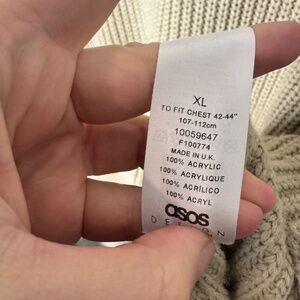 XL
TO FIT CHEST 42-44"
107-112cm
10059647
F100774
MADE IN U.K.
100% ACRYLIC
100% ACRYLIQUE
100% ACRÍLICO
100% ACRYL
asos
DESIGN